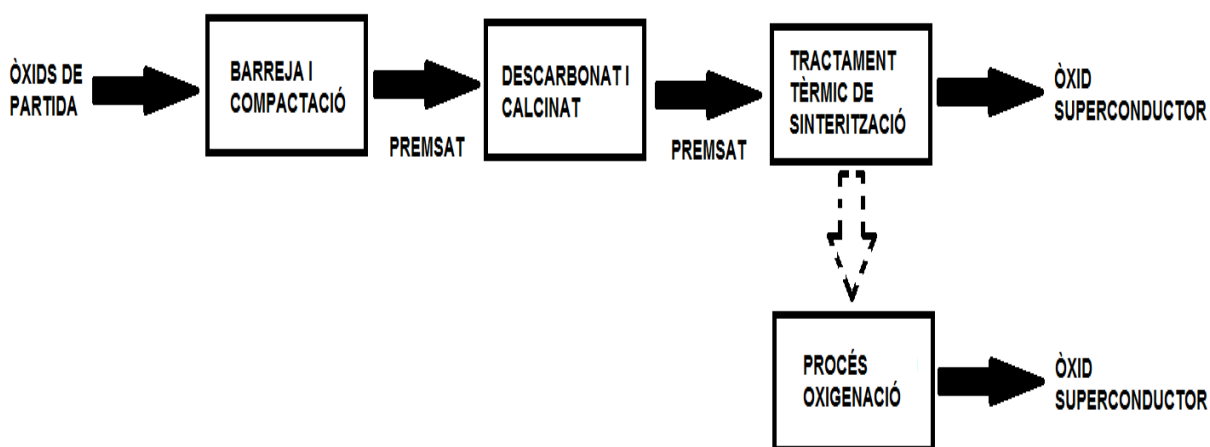 ÒXIDS DE
PARTIDA
BARREJA I
COMPACTACIÓ
PREMSAT
DESCARBONAT I
CALCINAT
PREMSAT
TRACTAMENT
TÈRMIC DE
SINTERITZACIÓ
ÒXID
SUPERCONDUCTOR
PROCÉS
OXIGENACIÓ
ÒXID
SUPERCONDUCTOR